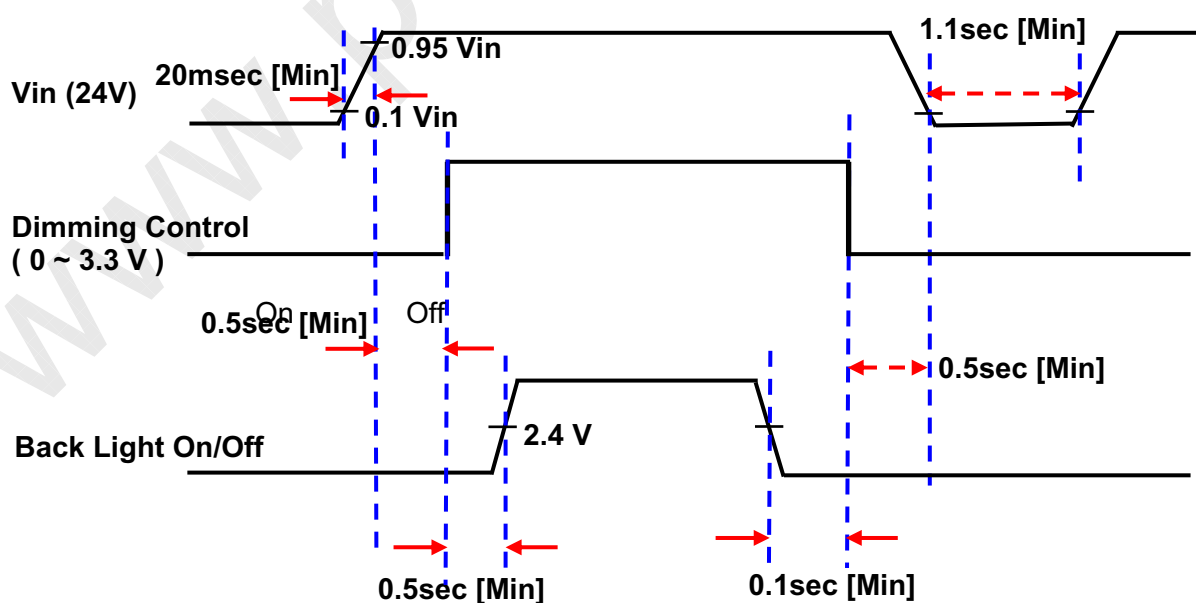 1.1sec [Min]
0.95 Vin
20msec [Min]
Vin (24V)
0.1 Vin
Dimming Control
( 0 ~ 3.3 V )
On
Off
0.5sec [Min]
0.5sec [Min]
2.4 V
Back Light On/Off
0.5sec [Min]
0.1sec [Min]
www.p